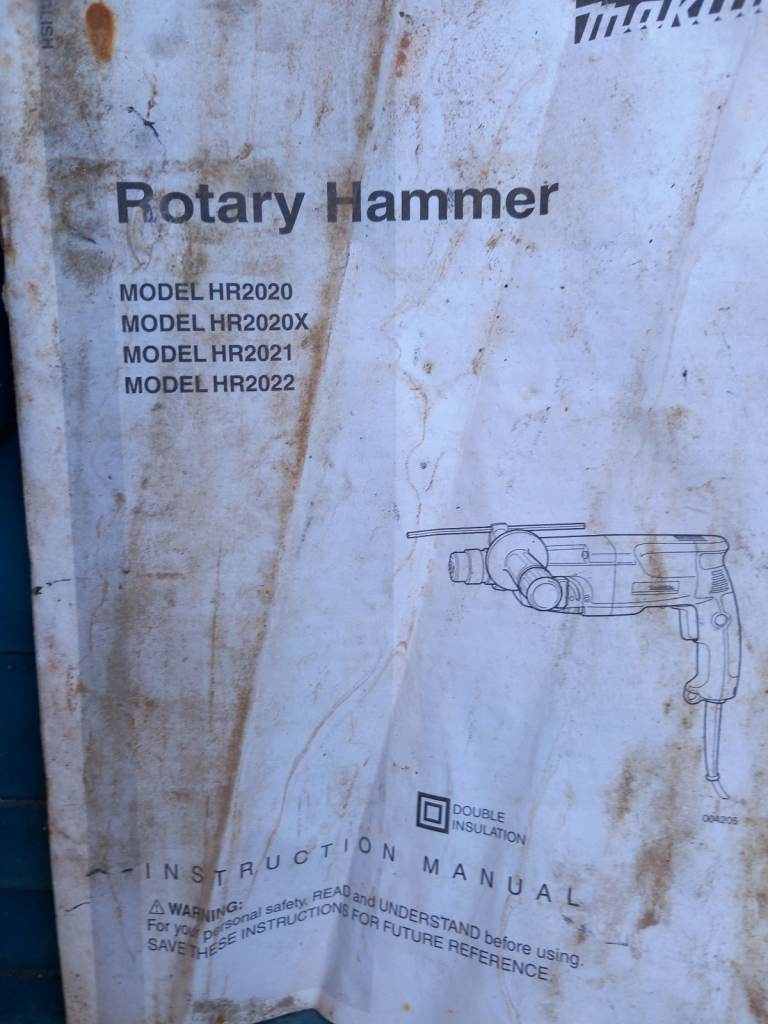 makita
Rotary Hammer
MODEL HR2020
MODEL HR2020X
MODEL HR2021
MODEL HR2022
DOUBLE
INSULATION
004205
INSTRUCTION MANUAL
WARNING:
For your personal safety, READ and UNDERSTAND before using.
SAVE THESE INSTRUCTIONS FOR FUTURE REFERENCE.